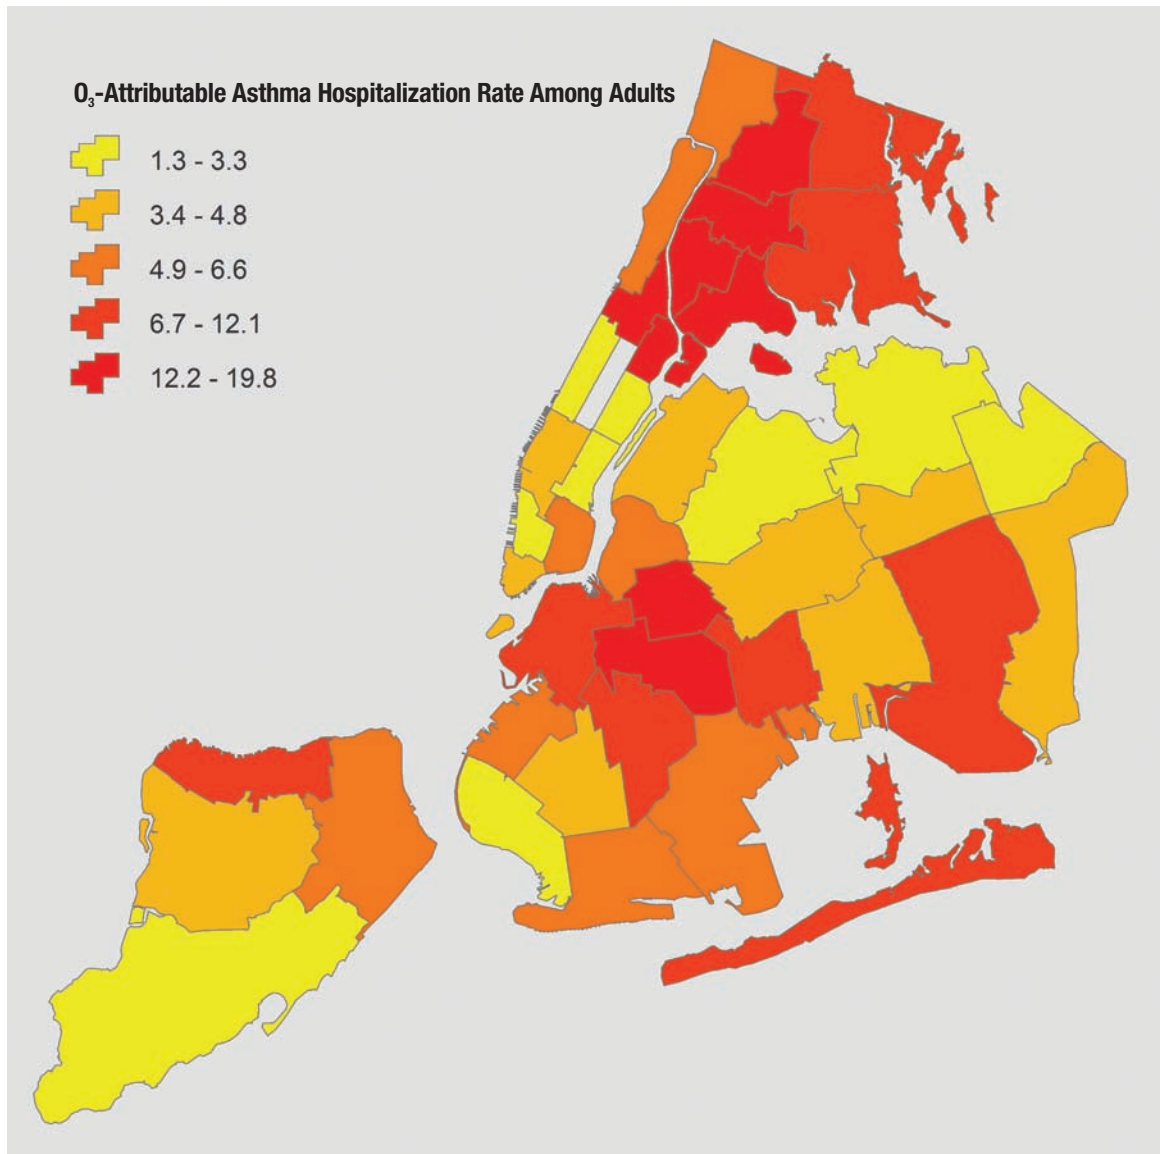 O₃-Attributable Asthma Hospitalization Rate Among Adults
1.3 - 3.3
3.4 - 4.8
4.9 - 6.6
6.7 - 12.1
12.2 - 19.8